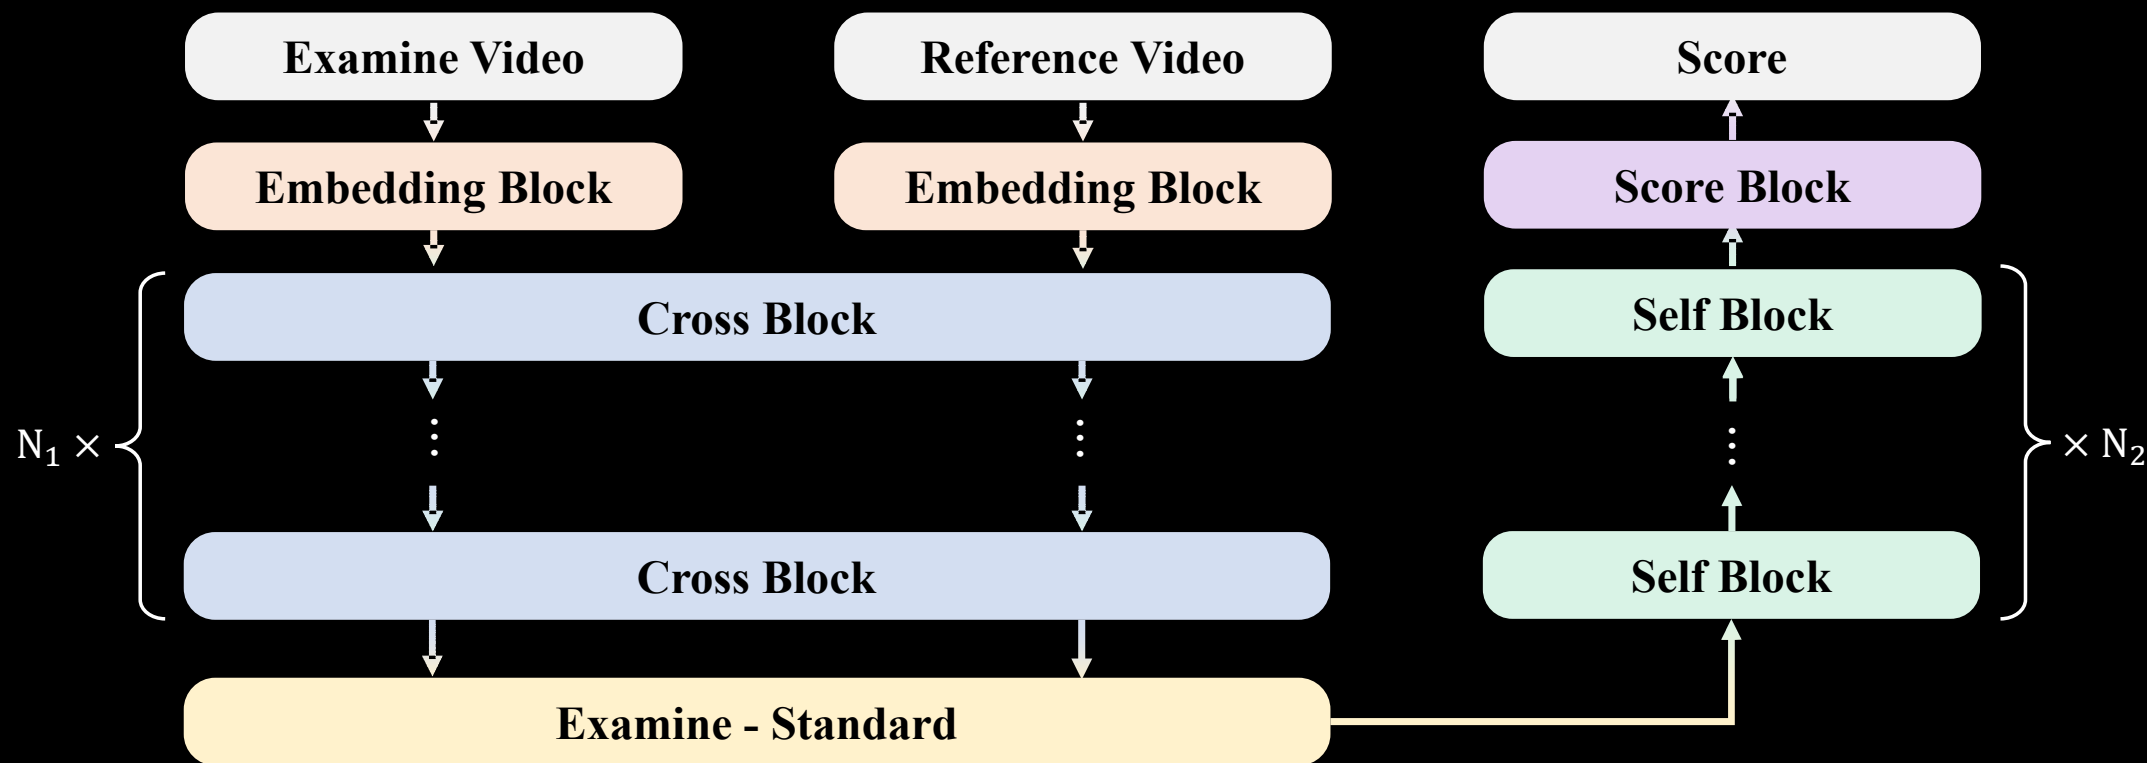 Examine Video
Reference Video
Score
Embedding Block
Embedding Block
Score Block
Cross Block
Self Block
N₁ ×
× N₂
Cross Block
Self Block
Examine - Standard